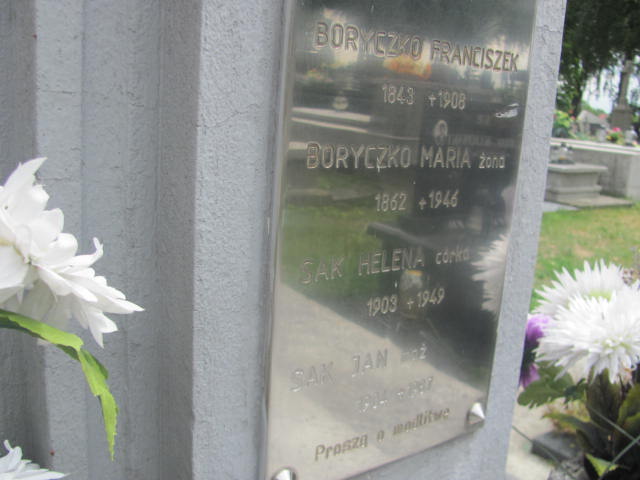 BORYCZKO FRANCISZEK
1843 +1908
BORYCZKO MARIA żona
1862 +1946
SAK HELENA córka
1903 +1949
SAK JAN mąż
Proszą o modlitwę